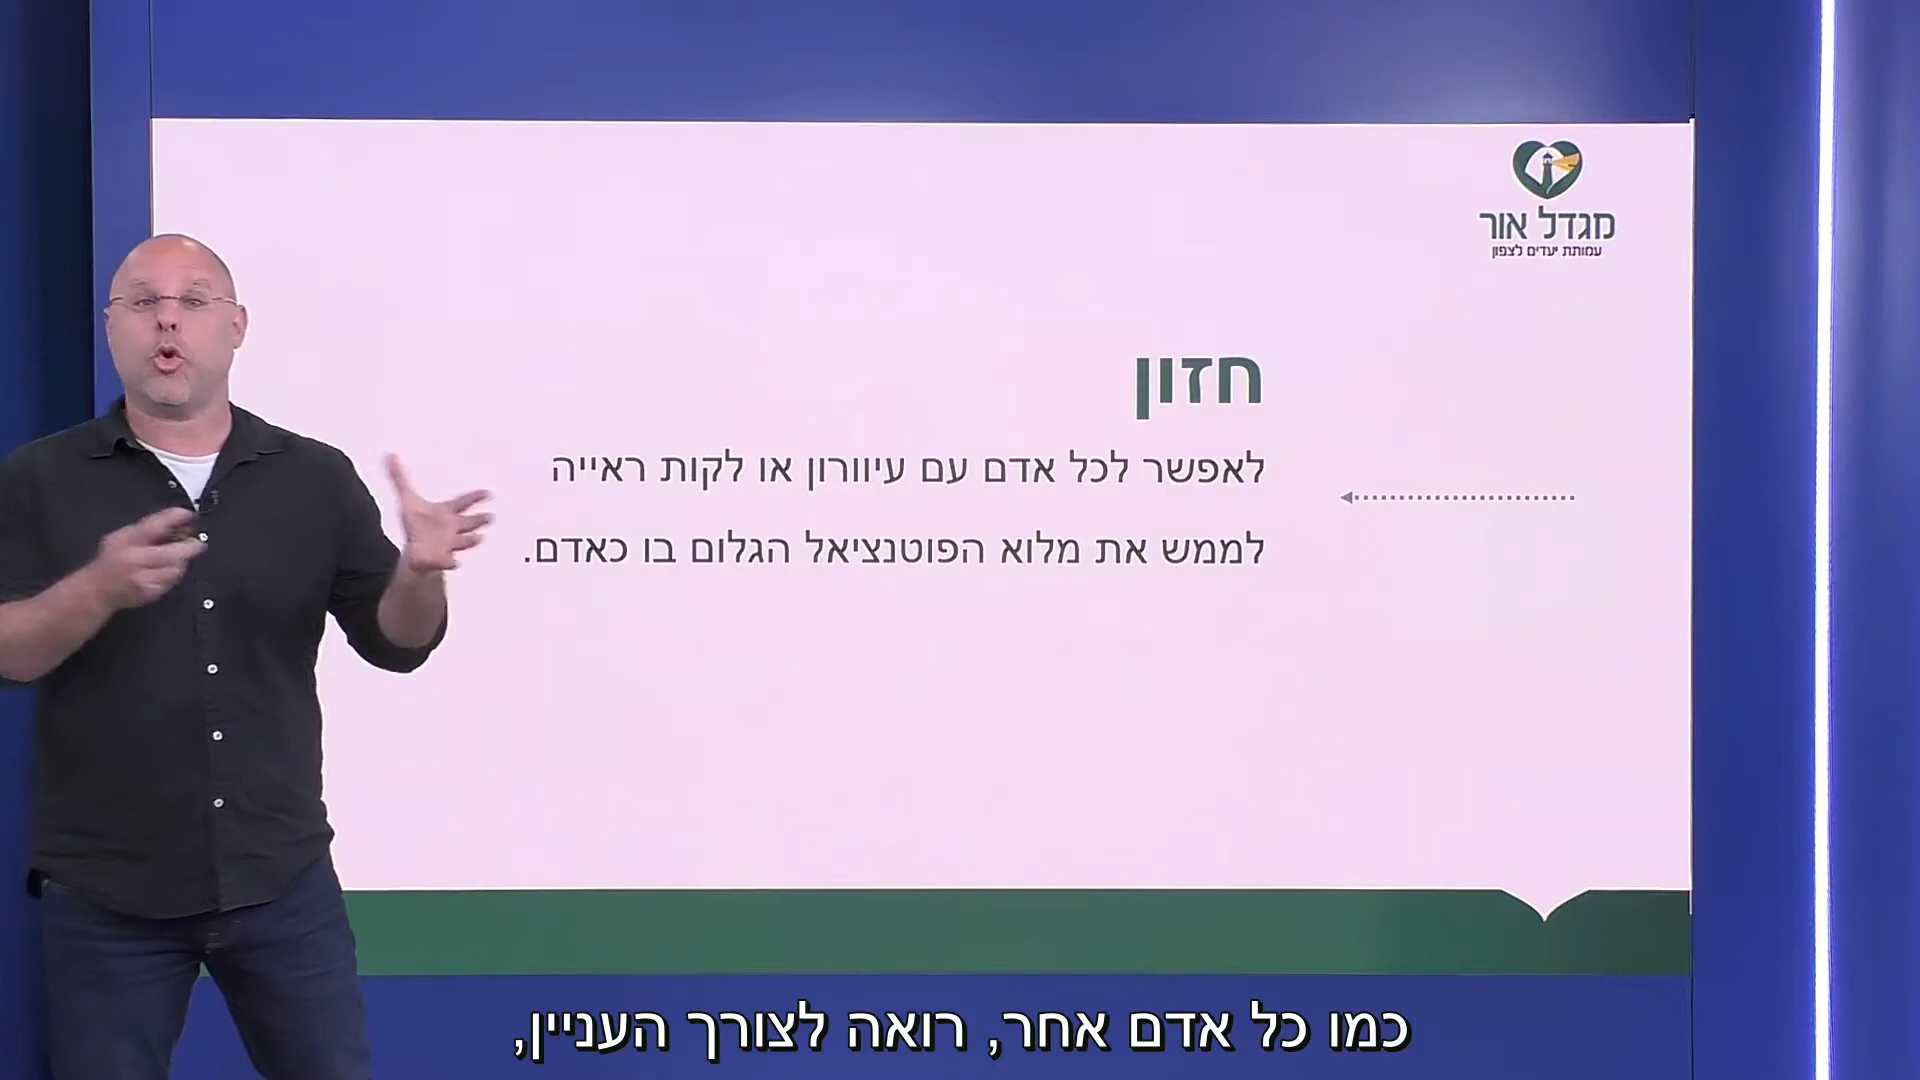 מגדל אור
עמותת יעדים לצפון
חזון
לאפשר לכל אדם עם עיוורון או לקות ראייה
לממש את מלוא הפוטנציאל הגלום בו כאדם.
כמו כל אדם אחר, רואה לצורך העניין,